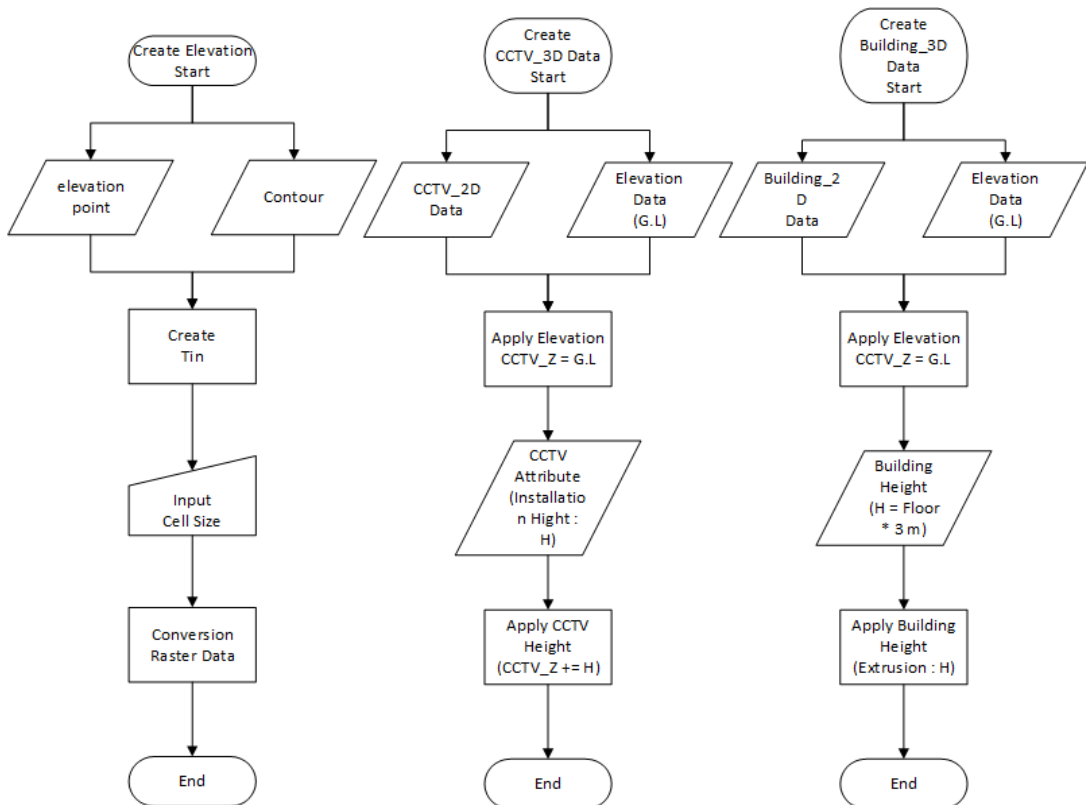 Create Elevation
Start
elevation
point
Contour
Create
Tin
Input
Cell Size
Conversion
Raster Data
End
Create
CCTV_3D Data
Start
CCTV_2D
Data
Elevation
Data
(G.L)
Apply Elevation
CCTV_Z = G.L
CCTV
Attribute
(Installatio
n Hight :
H)
Apply CCTV
Height
(CCTV_Z += H)
End
Create
Building_3D
Data
Start
Building_2
D
Data
Elevation
Data
(G.L)
Apply Elevation
CCTV_Z = G.L
Building
Height
(H = Floor
* 3 m)
Apply Building
Height
(Extrusion : H)
End